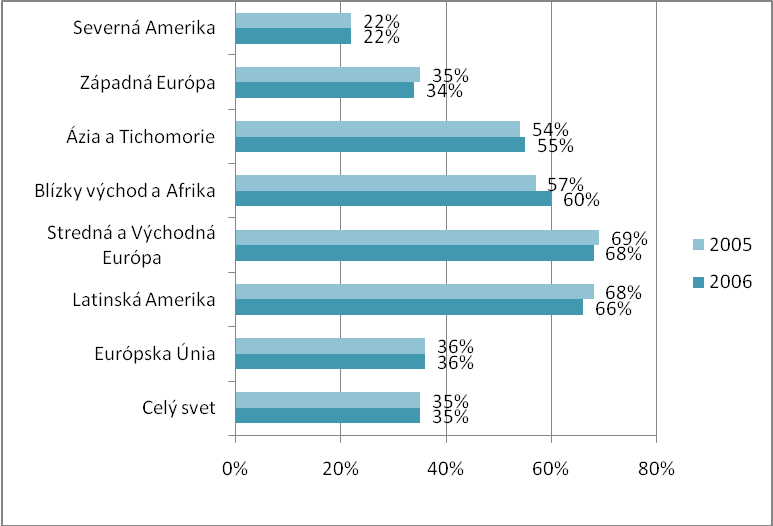 Severná Amerika
22%
22%
Západná Európa
35%
34%
Ázia a Tichomorie
54%
55%
Blízky východ a Afrika
57%
60%
Stredná a Východná
Európa
69%
68%
Latinská Amerika
68%
66%
Európska Únia
36%
36%
Celý svet
35%
35%
2005
2006
0%
20%
40%
60%
80%